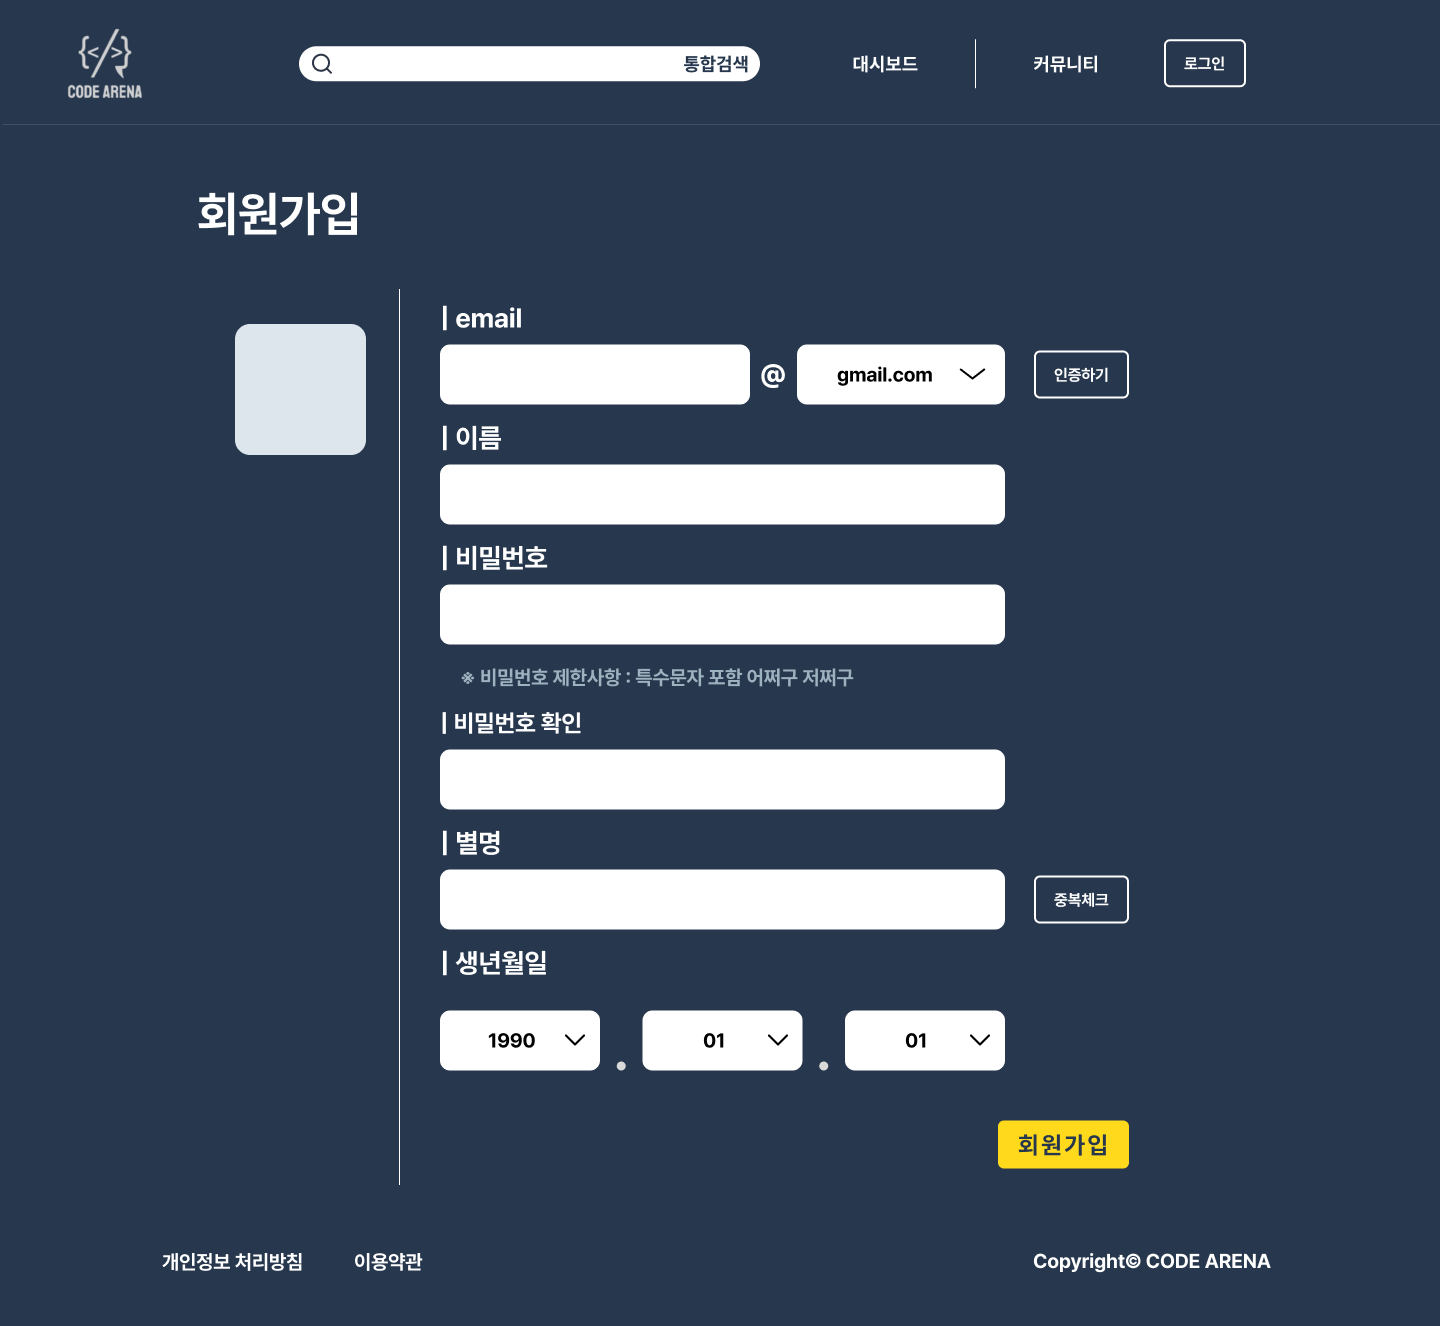 {</>}
CODE ARENA
통합검색
대시보드
커뮤니티
로그인
회원가입
| email
@
gmail.com
인증하기
| 이름
| 비밀번호
※ 비밀번호 제한사항 : 특수문자 포함 어쩌구 저쩌구
| 비밀번호 확인
| 별명
중복체크
| 생년월일
1990 . 01 . 01
회원가입
개인정보 처리방침
이용약관
Copyright© CODE ARENA